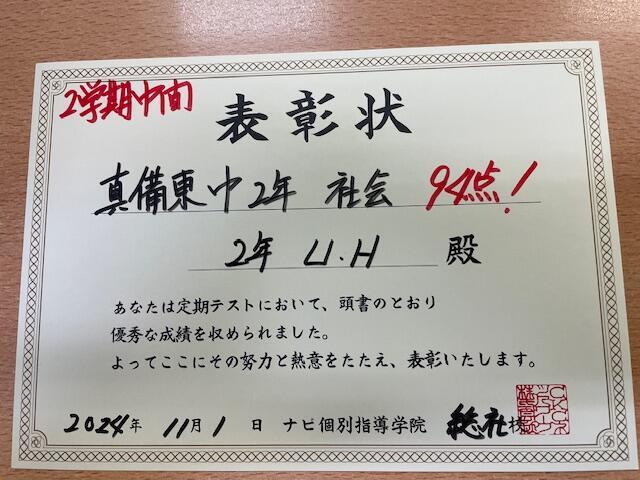 2学期中間
表彰状
真備東中2年 社会 94点!
2年 U.H 殿
あなたは定期テストにおいて、頭書のとおり
優秀な成績を収められました。
よってここにその努力と熱意をたたえ、表彰いたします。
2024年 11月1日 ナビ個別指導学院 総社校